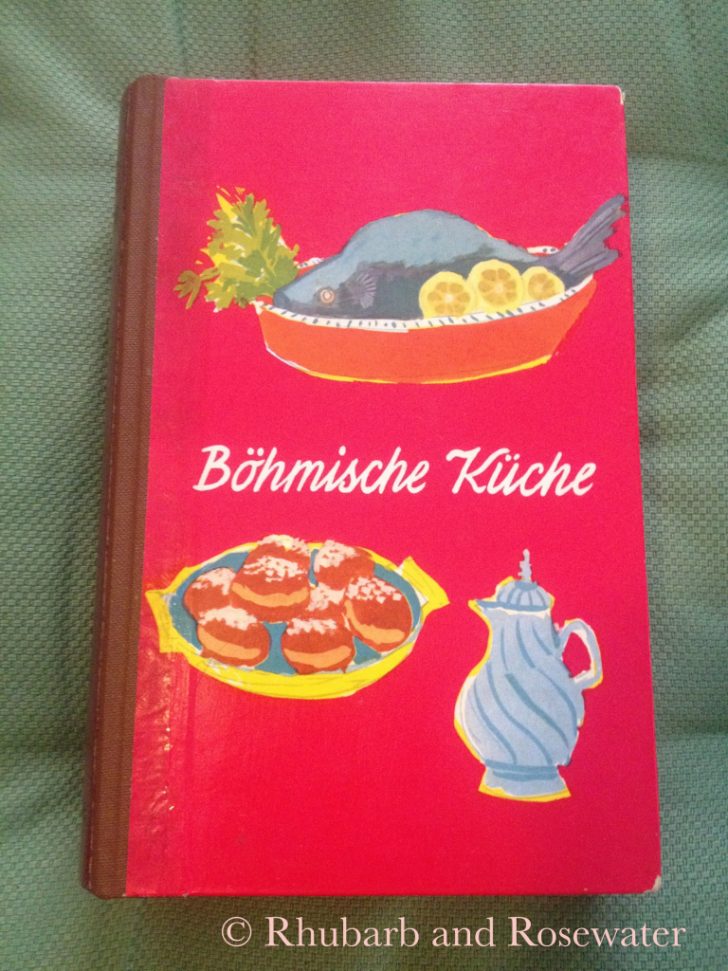 Böhmische Küche
© Rhubarb and Rosewater